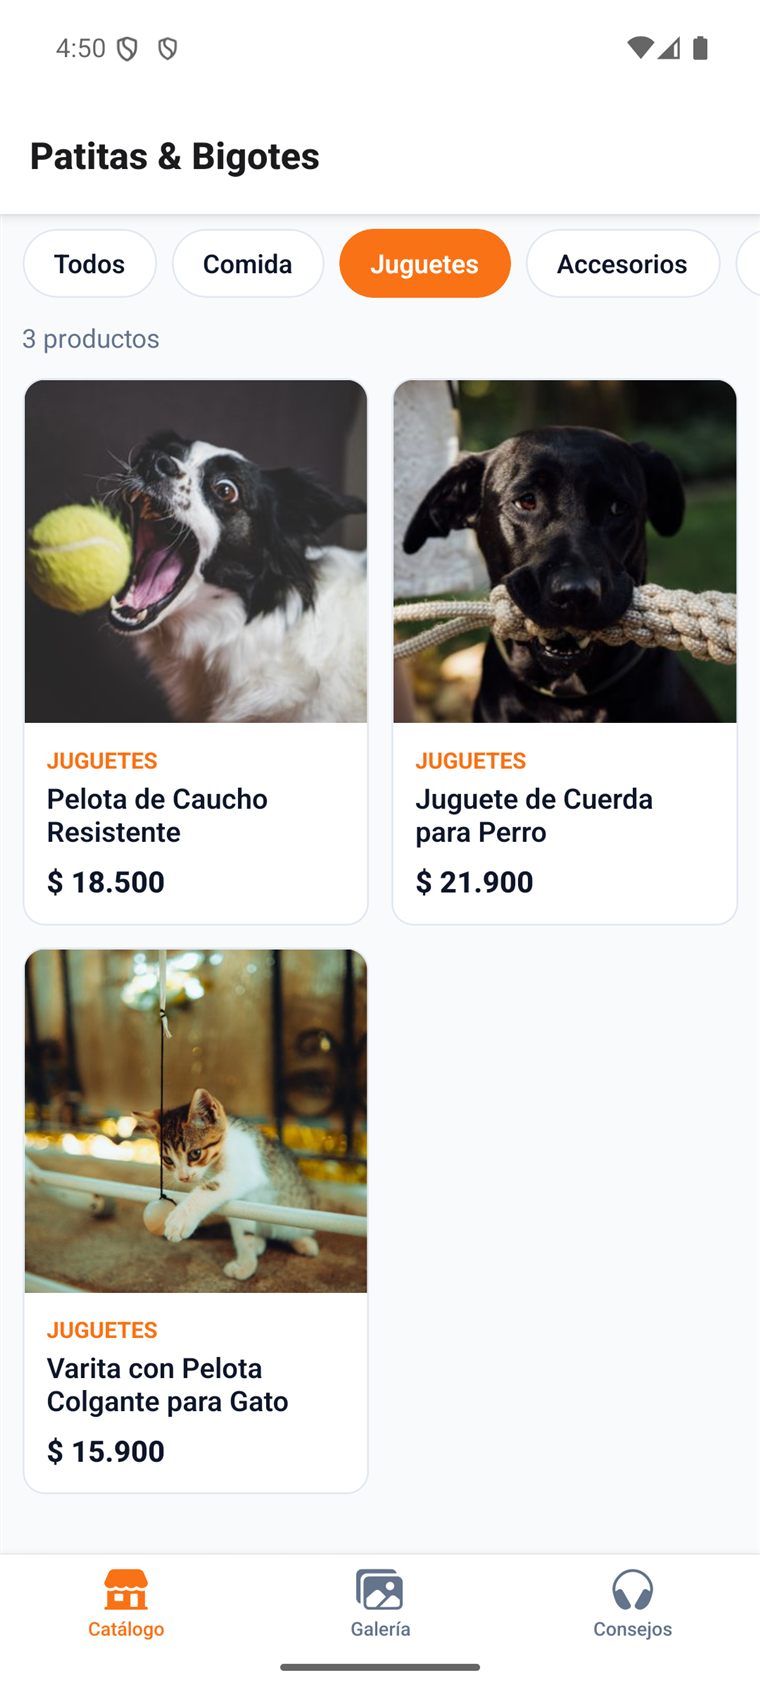 4:50
Patitas & Bigotes
Todos
Comida
Juguetes
Accesorios
3 productos
JUGUETES
Pelota de Caucho
Resistente
$ 18.500
JUGUETES
Juguete de Cuerda
para Perro
$ 21.900
JUGUETES
Varita con Pelota
Colgante para Gato
$ 15.900
Catálogo
Galería
Consejos